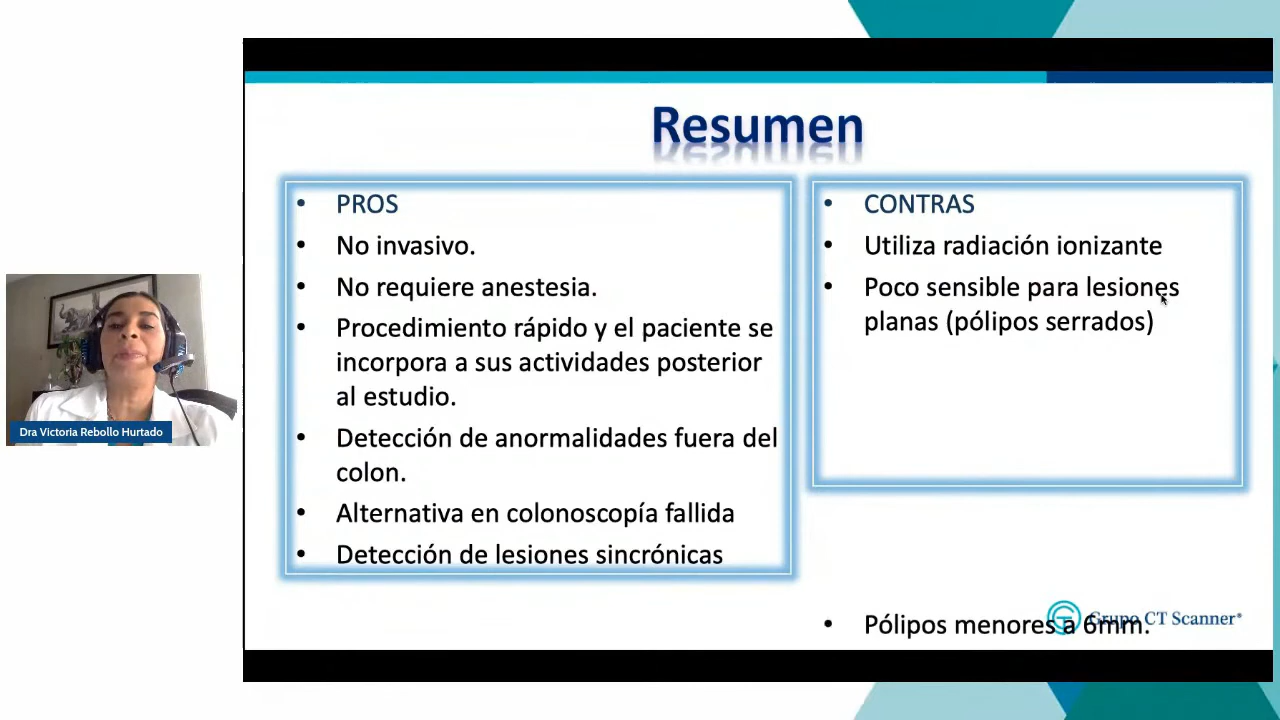 Resumen
• PROS
• No invasivo.
• No requiere anestesia.
• Procedimiento rápido y el paciente se
incorpora a sus actividades posterior
al estudio.
• Detección de anormalidades fuera del
colon.
• Alternativa en colonoscopía fallida
• Detección de lesiones sincrónicas
• CONTRAS
• Utiliza radiación ionizante
• Poco sensible para lesiones
planas (pólipos serrados)
• Pólipos menores a 6mm.
Grupo CT Scanner®
Dra Victoria Rebollo Hurtado